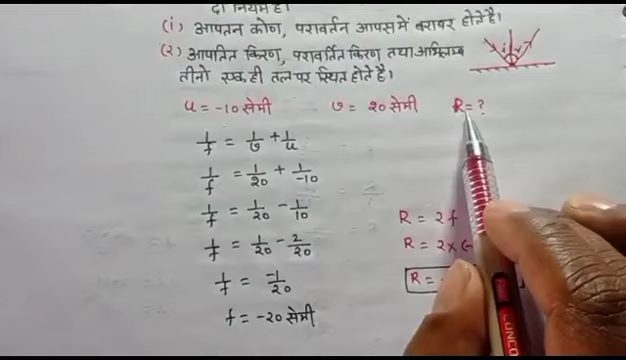 दो नियम है।
(i) आपतन कोण, परावर्तन आपस में बराबर होते है।
(२) आपतित किरण, परावर्तित किरण तथा अभिलम्ब
तीनो एक ही तल पर स्थित होते है।
i r
u = -10 सेमी v = 20 सेमी R = ?
1/f = 1/v + 1/u
1/f = 1/20 + 1/-10
1/f = 1/20 - 1/10
R = 2f
1/f = 1/20 - 2/20
R = 2×(-
1/f = -1/20
R = -
f = -20 सेमी